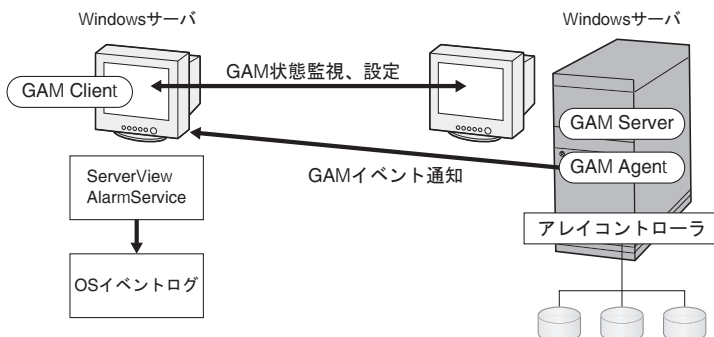 Windowsサーバ
Windowsサーバ
GAM Client
GAM状態監視、設定
GAM Server
GAM Agent
GAMイベント通知
ServerView
AlarmService
アレイコントローラ
OSイベントログ